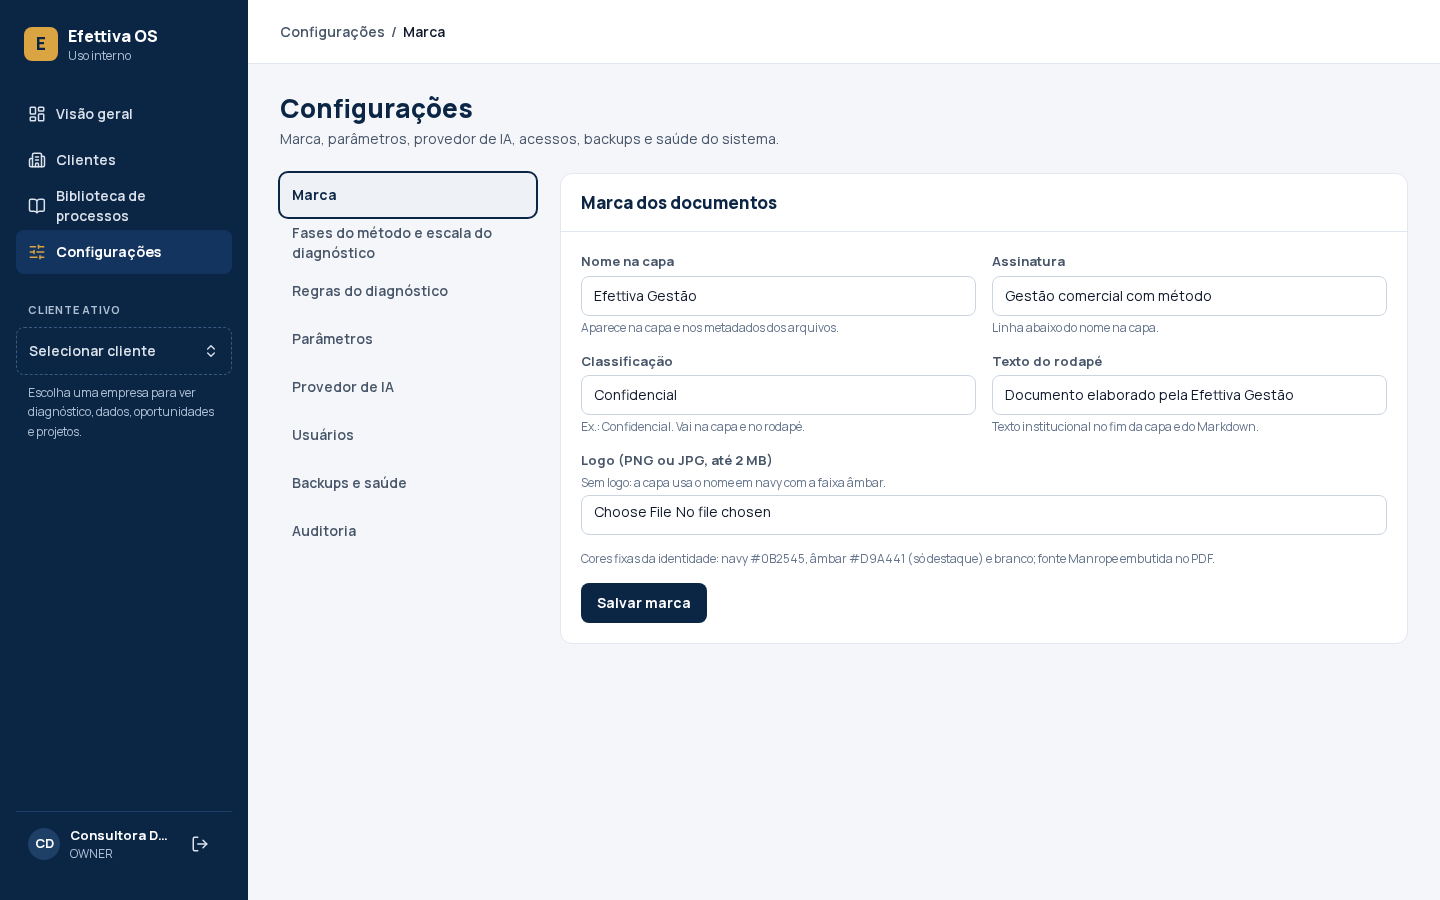 E
Efettiva OS
Uso interno
Visão geral
Clientes
Biblioteca de
processos
Configurações
CLIENTE ATIVO
Selecionar cliente
Escolha uma empresa para ver
diagnóstico, dados, oportunidades
e projetos.
CD
Consultora D...
OWNER
Configurações / Marca
Configurações
Marca, parâmetros, provedor de IA, acessos, backups e saúde do sistema.
Marca
Fases do método e escala do
diagnóstico
Regras do diagnóstico
Parâmetros
Provedor de IA
Usuários
Backups e saúde
Auditoria
Marca dos documentos
Nome na capa
Efettiva Gestão
Aparece na capa e nos metadados dos arquivos.
Assinatura
Gestão comercial com método
Linha abaixo do nome na capa.
Classificação
Confidencial
Ex.: Confidencial. Vai na capa e no rodapé.
Texto do rodapé
Documento elaborado pela Efettiva Gestão
Texto institucional no fim da capa e do Markdown.
Logo (PNG ou JPG, até 2 MB)
Sem logo: a capa usa o nome em navy com a faixa âmbar.
Choose File No file chosen
Cores fixas da identidade: navy #0B2545, âmbar #D9A441 (só destaque) e branco; fonte Manrope embutida no PDF.
Salvar marca